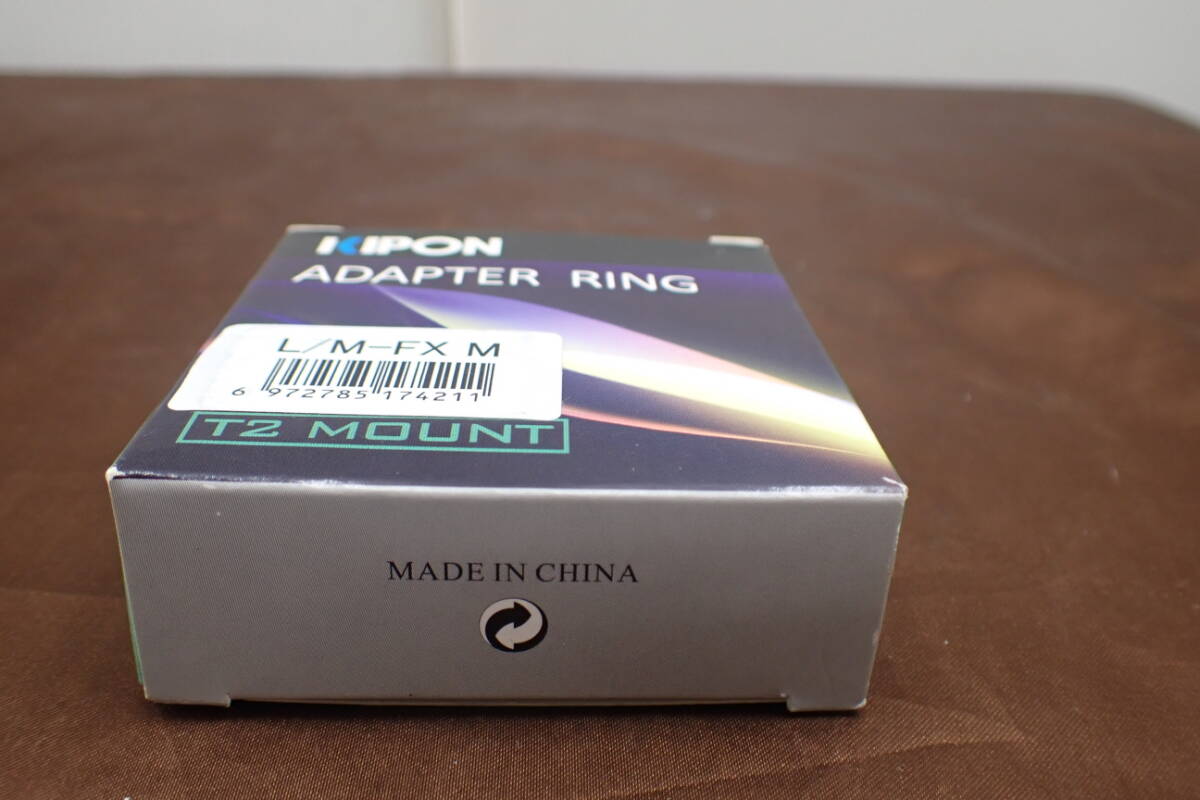 KIPON
ADAPTER RING
L/M-FX M
6 972785 174211
T2 MOUNT
MADE IN CHINA